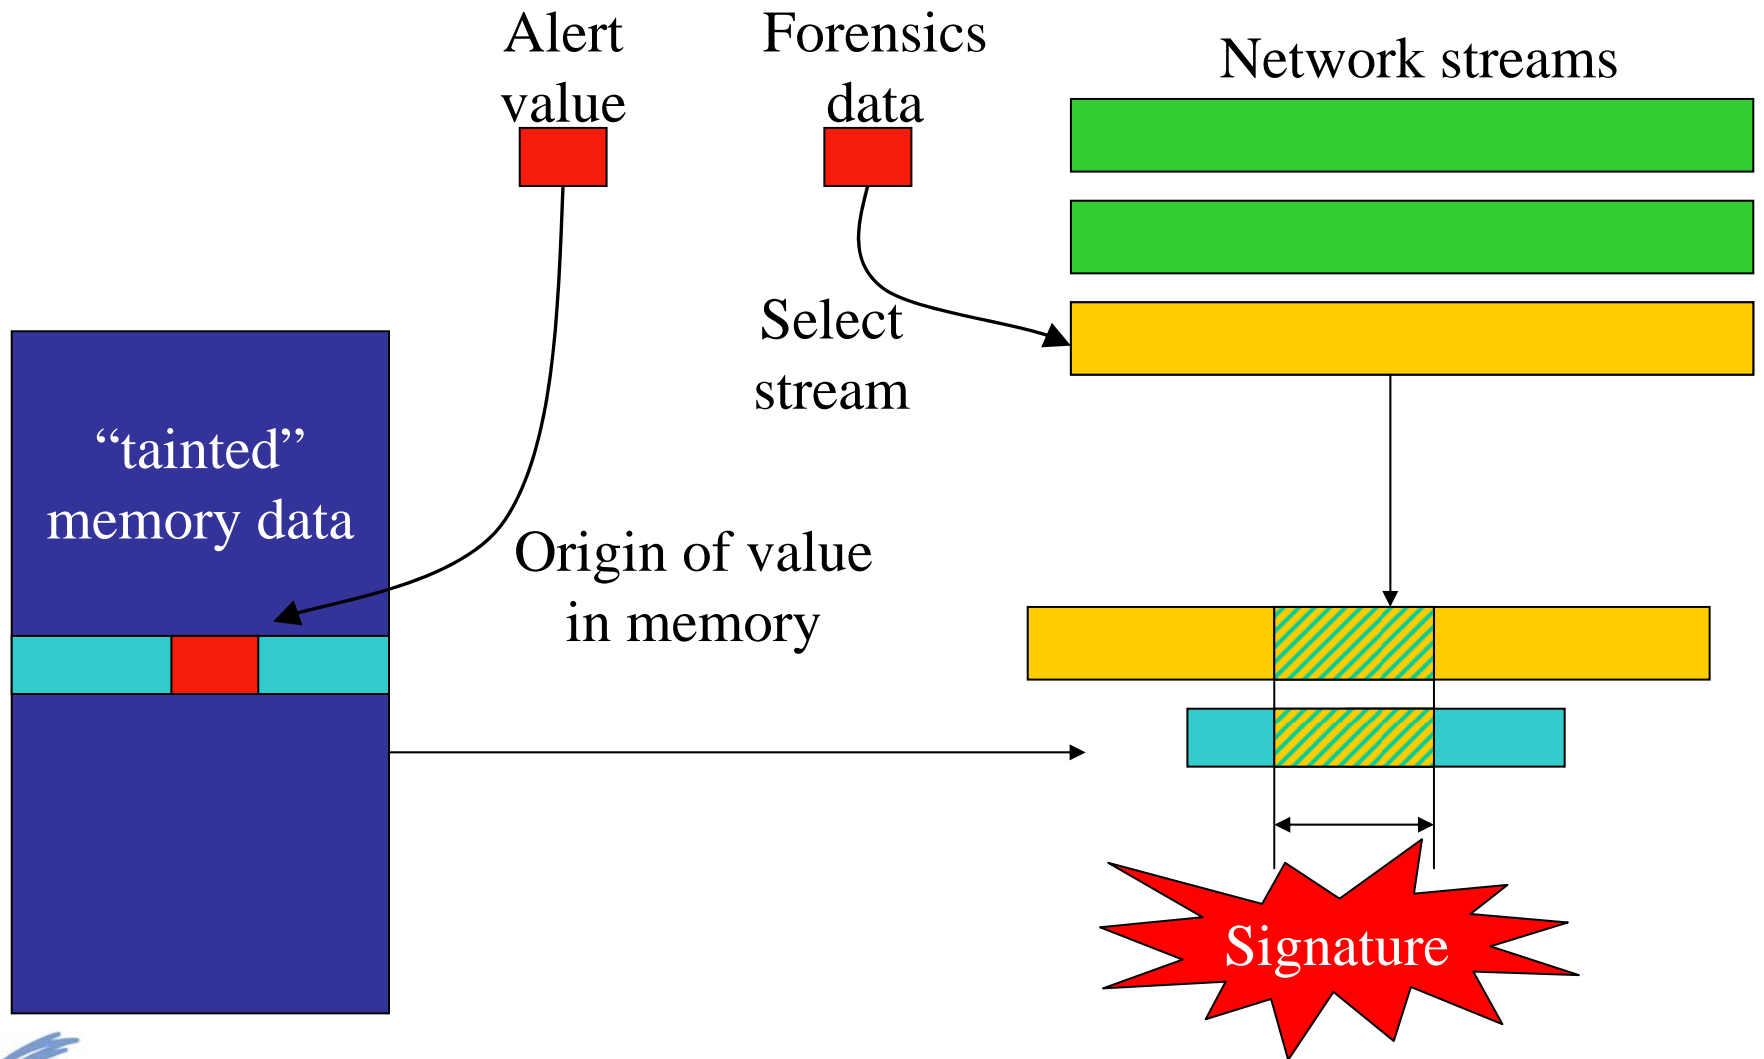 Alert
value
Forensics
data
Network streams
Select
stream
“tainted”
memory data
Origin of value
in memory
Signature